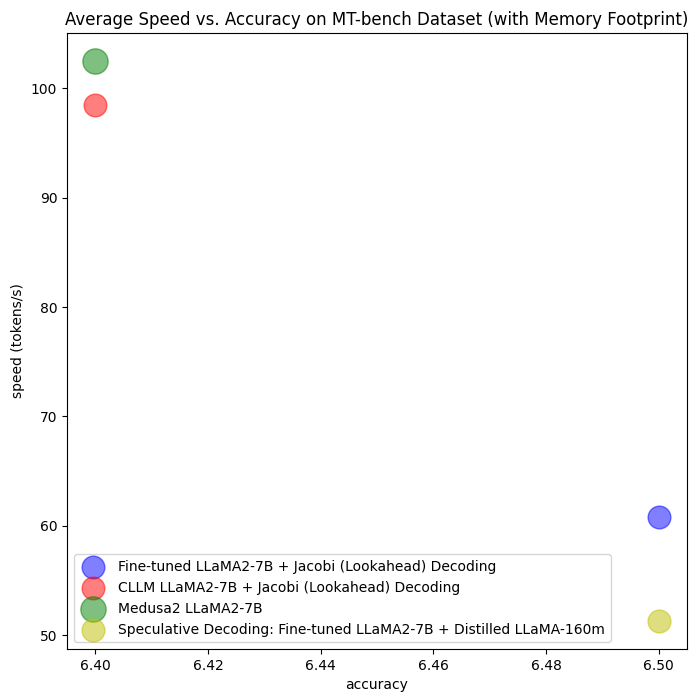 Average Speed vs. Accuracy on MT-bench Dataset (with Memory Footprint)
speed (tokens/s)
100
90
80
70
60
50
Fine-tuned LLaMA2-7B + Jacobi (Lookahead) Decoding
CLLM LLaMA2-7B + Jacobi (Lookahead) Decoding
Medusa2 LLaMA2-7B
Speculative Decoding: Fine-tuned LLaMA2-7B + Distilled LLaMA-160m
6.40 6.42 6.44 6.46 6.48 6.50
accuracy